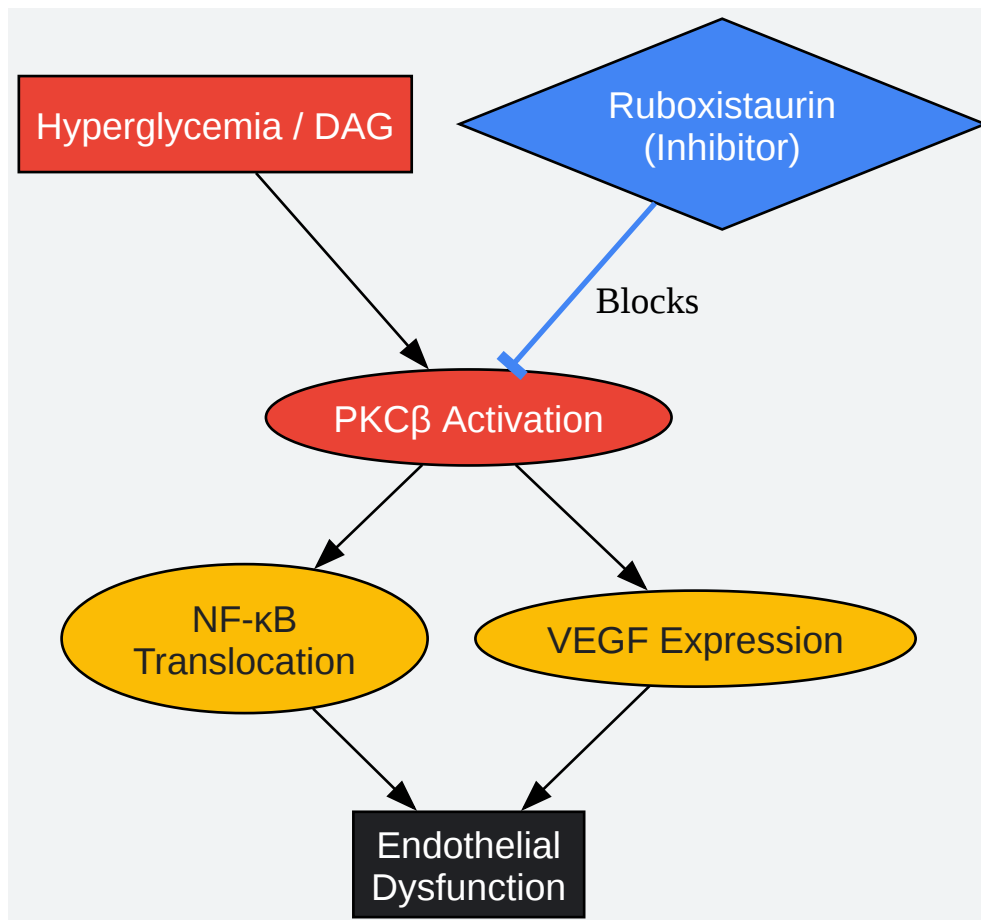 Hyperglycemia / DAG
Ruboxistaurin
(Inhibitor)
Blocks
PKCβ Activation
NF-κB
Translocation
VEGF Expression
Endothelial
Dysfunction